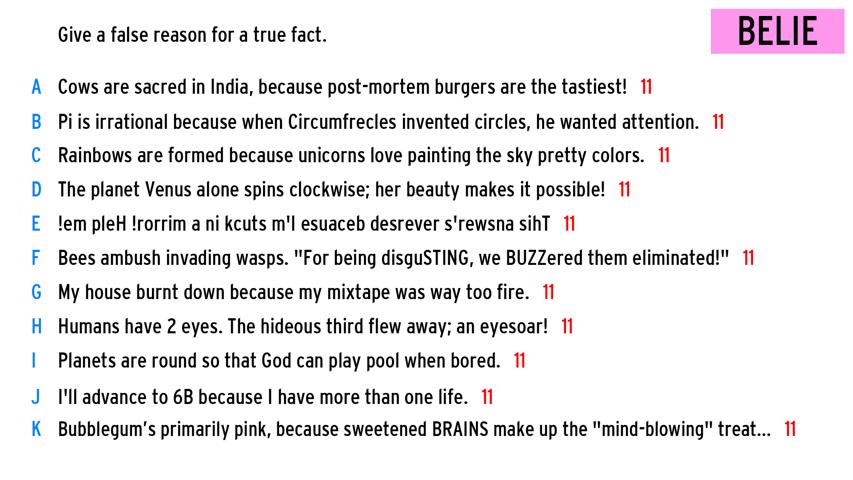 Give a false reason for a true fact.
BELIE
A Cows are sacred in India, because post-mortem burgers are the tastiest! 11
B Pi is irrational because when Circumfrecles invented circles, he wanted attention. 11
C Rainbows are formed because unicorns love painting the sky pretty colors. 11
D The planet Venus alone spins clockwise; her beauty makes it possible! 11
E !em pleH !rorrim a ni kcuts m'I esuaceb desrever s'rewsna sihT 11
F Bees ambush invading wasps. "For being disguSTING, we BUZZered them eliminated!" 11
G My house burnt down because my mixtape was way too fire. 11
H Humans have 2 eyes. The hideous third flew away; an eyesoar! 11
I Planets are round so that God can play pool when bored. 11
J I'll advance to 6B because I have more than one life. 11
K Bubblegum’s primarily pink, because sweetened BRAINS make up the "mind-blowing" treat... 11